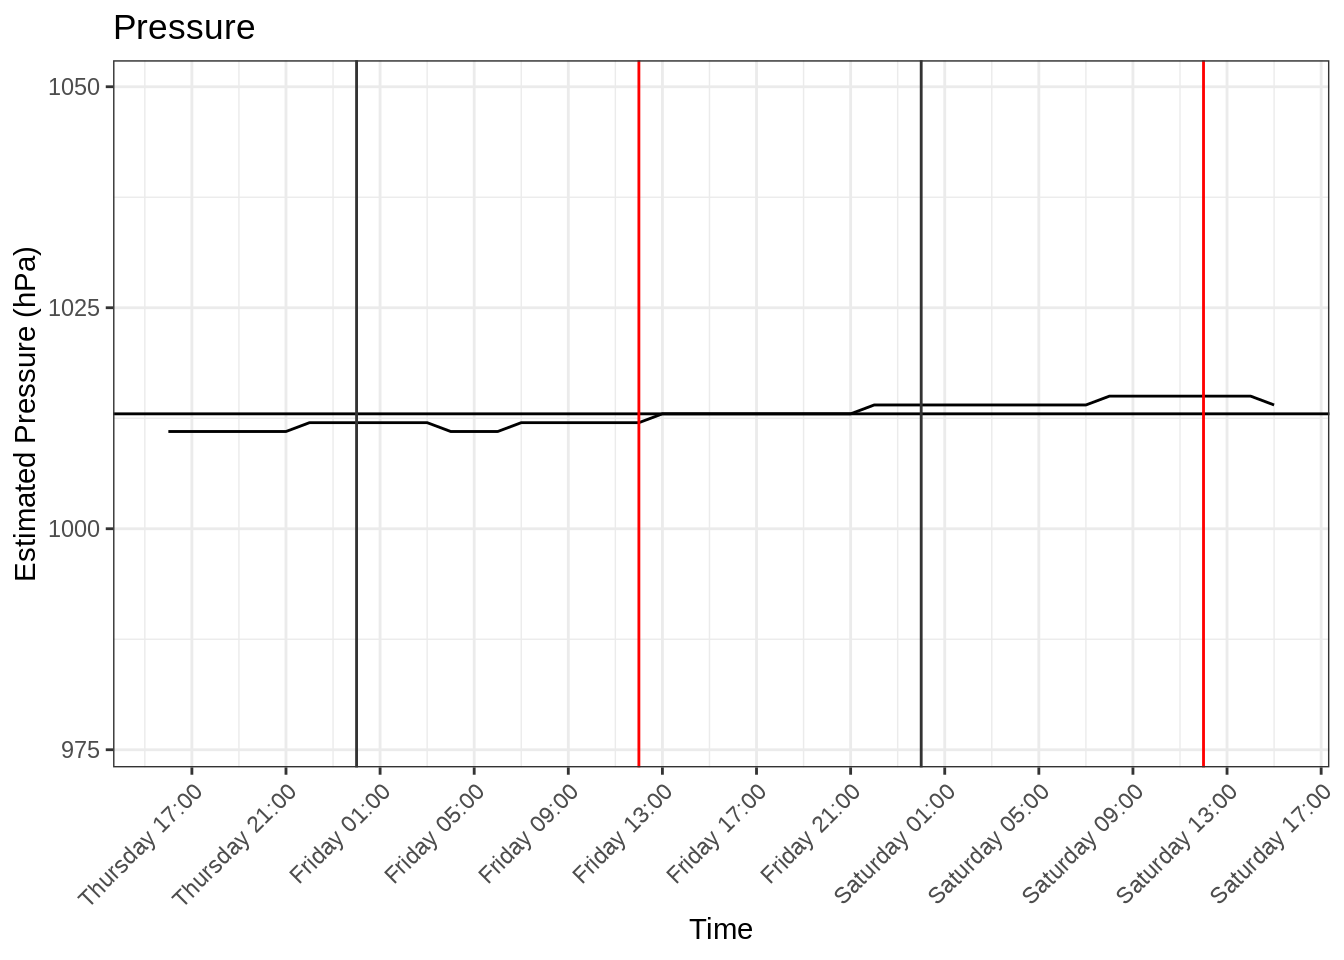 Pressure
Estimated Pressure (hPa)
1050
1025
1000
975
Thursday 17:00
Thursday 21:00
Friday 01:00
Friday 05:00
Friday 09:00
Friday 13:00
Friday 17:00
Friday 21:00
Saturday 01:00
Saturday 05:00
Saturday 09:00
Saturday 13:00
Saturday 17:00
Time